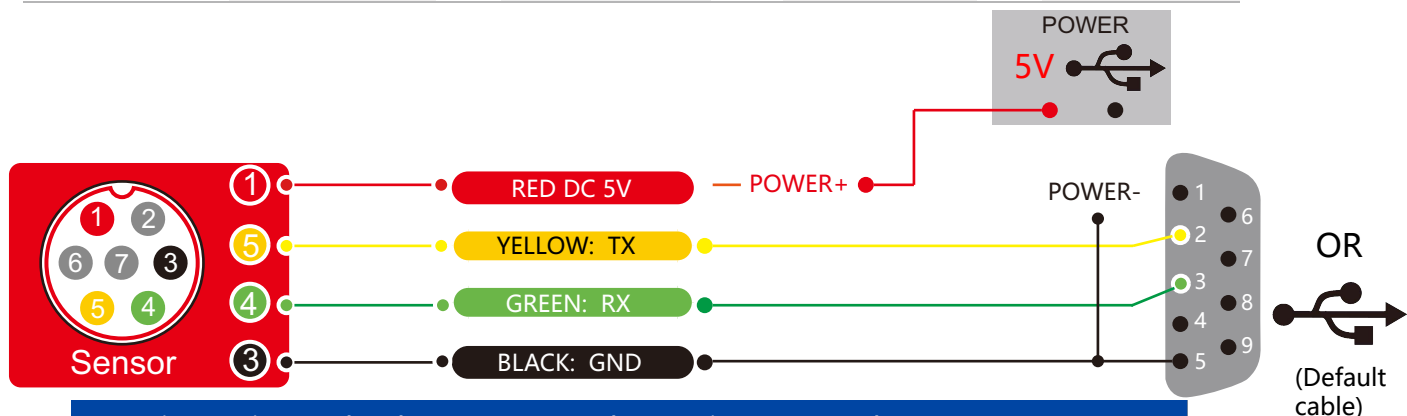 POWER
5V
1 RED DC 5V POWER+
5 YELLOW: TX
4 GREEN: RX
3 BLACK: GND
POWER-
1 2
6 7 3
5 4
Sensor
1
6
2
7
3
8
4
9
5
OR
(Default
cable)